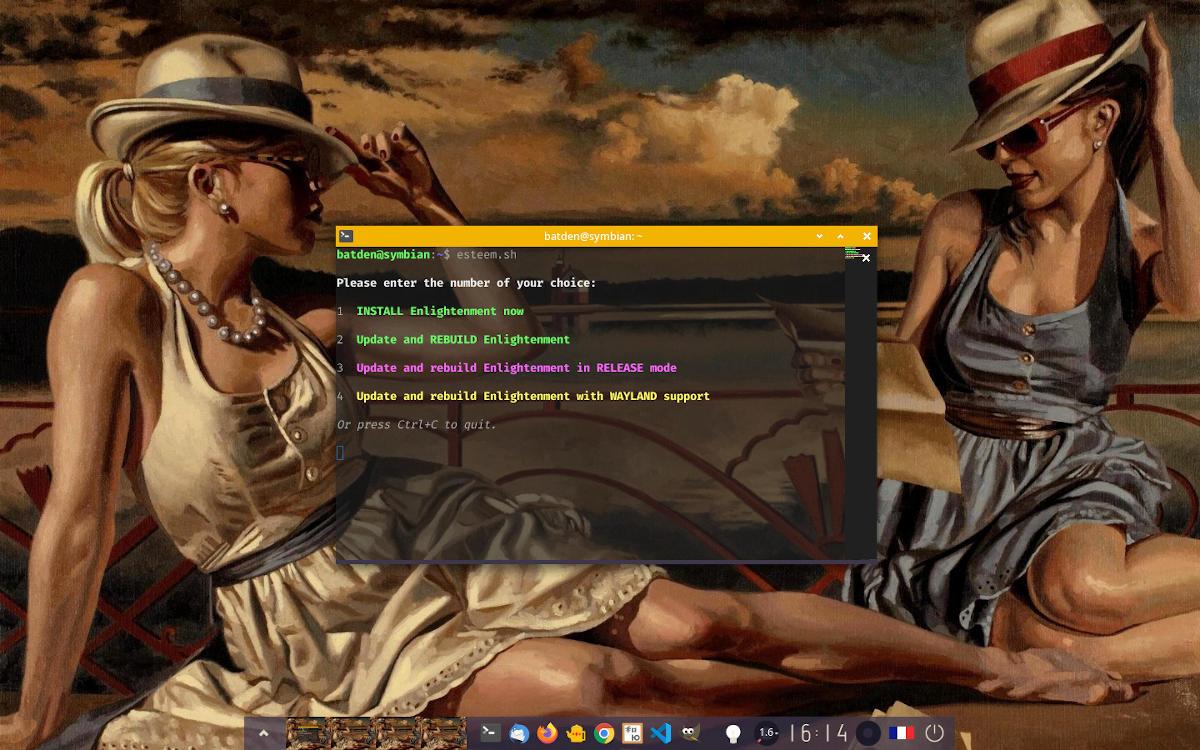 batden@symbian: ~
batden@symbian:~$ esteem.sh
Please enter the number of your choice:
1 INSTALL Enlightenment now
2 Update and REBUILD Enlightenment
3 Update and rebuild Enlightenment in RELEASE mode
4 Update and rebuild Enlightenment with WAYLAND support
Or press Ctrl+C to quit.
1.6 16:14